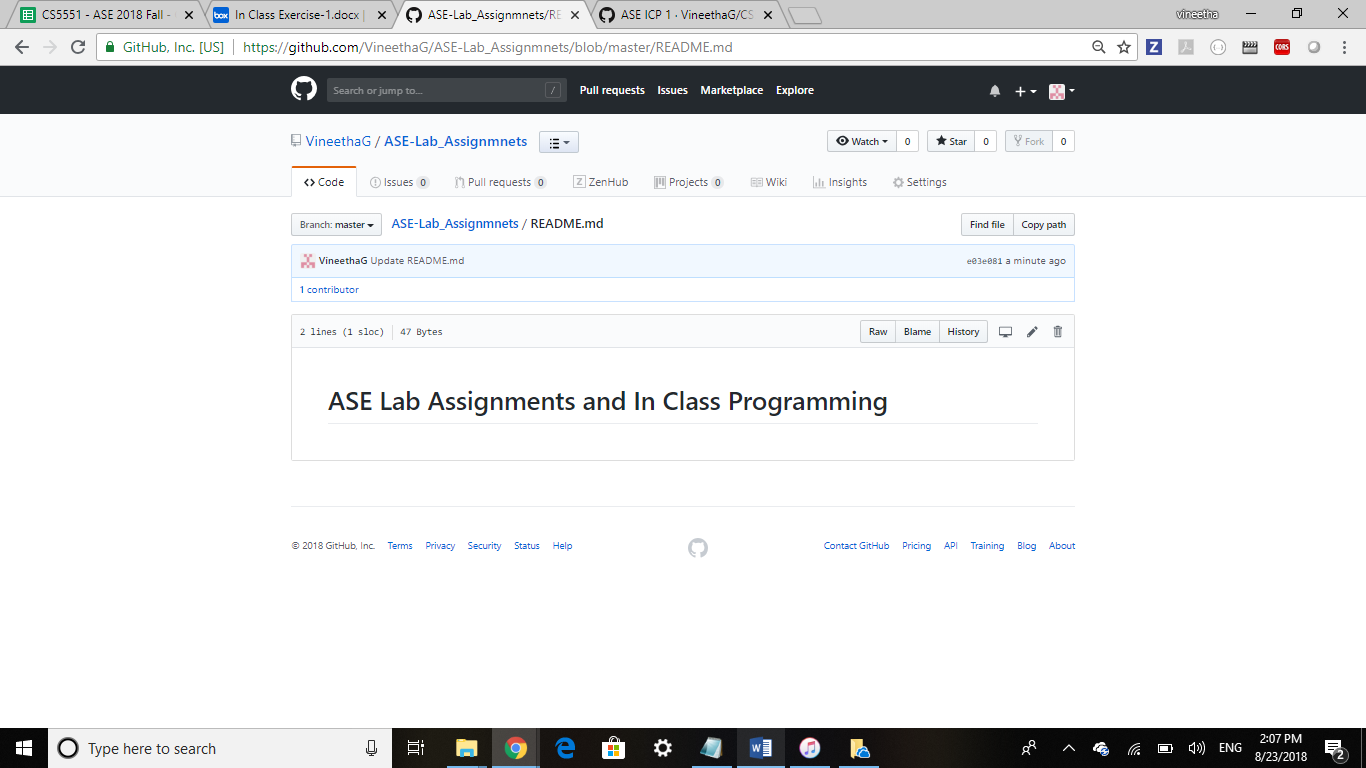 CS5551 - ASE 2018 Fall -
In Class Exercise-1.docx |
ASE-Lab_Assignmnets/RE
ASE ICP 1 · VineethaG/CS
vineetha
GitHub, Inc. [US] https://github.com/VineethaG/ASE-Lab_Assignmnets/blob/master/README.md
Search or jump to... /
Pull requests Issues Marketplace Explore
VineethaG / ASE-Lab_Assignmnets
Watch 0 Star 0 Fork 0
Code Issues 0 Pull requests 0 ZenHub Projects 0 Wiki Insights Settings
Branch: master ASE-Lab_Assignmnets / README.md Find file Copy path
VineethaG Update README.md e03e081 a minute ago
1 contributor
2 lines (1 sloc) 47 Bytes Raw Blame History
ASE Lab Assignments and In Class Programming
© 2018 GitHub, Inc. Terms Privacy Security Status Help Contact GitHub Pricing API Training Blog About
Type here to search
ENG
2:07 PM
8/23/2018
2
box
CORS
Z